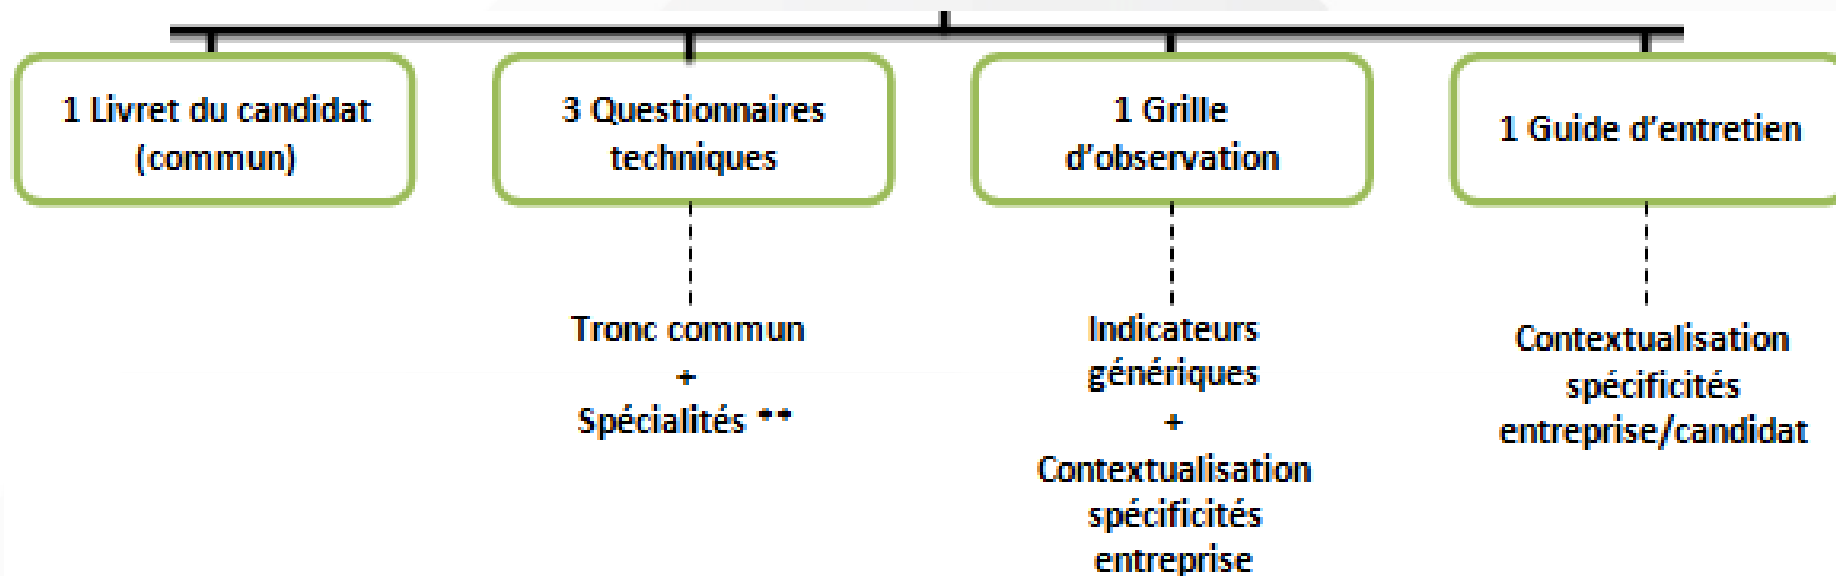 1 Livret du candidat
(commun)
3 Questionnaires
techniques
1 Grille
d'observation
1 Guide d'entretien
Tronc commun
+
Spécialités **
Indicateurs
génériques
+
Contextualisation
spécificités
entreprise
Contextualisation
spécificités
entreprise/candidat